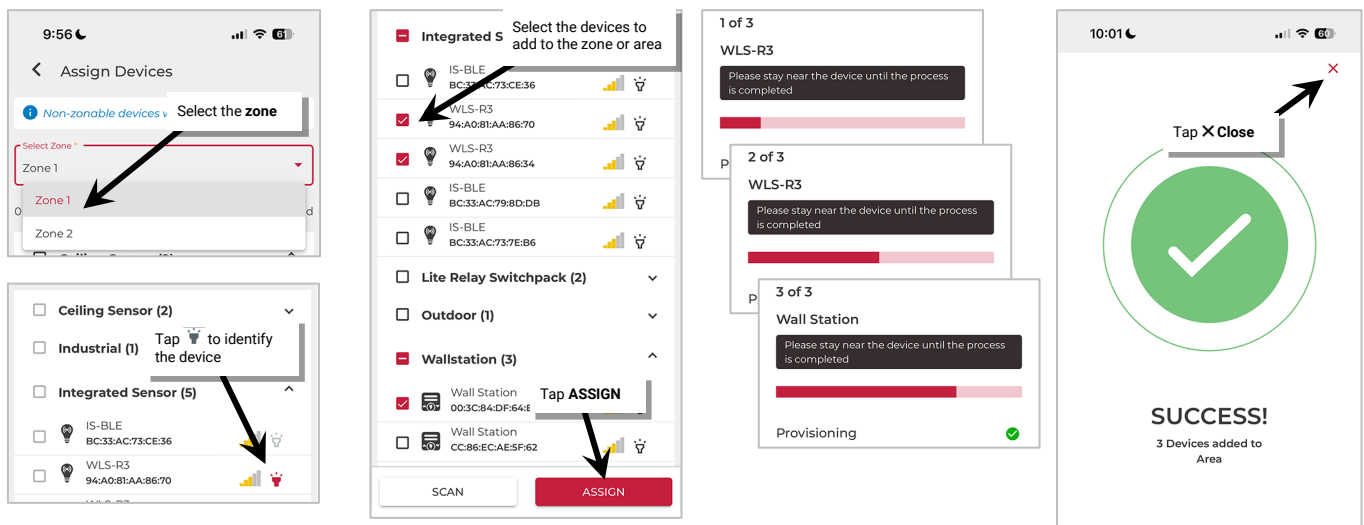 9:56
61
Assign Devices
Non-zonable devices
Select the zone
Select Zone *
Zone 1
Zone 1
Zone 2
Ceiling Sensor (2)
Industrial (1)
Tap to identify
the device
Integrated Sensor (5)
IS-BLE
BC:33:AC:73:CE:36
WLS-R3
94:A0:81:AA:86:70
Integrated S
Select the devices to
add to the zone or area
IS-BLE
BC:33:AC:73:CE:36
WLS-R3
94:A0:81:AA:86:70
WLS-R3
94:A0:81:AA:86:34
IS-BLE
BC:33:AC:79:8D:DB
IS-BLE
BC:33:AC:73:7E:B6
Lite Relay Switchpack (2)
Outdoor (1)
Wallstation (3)
Wall Station
00:3C:84:DF:64:E
Tap ASSIGN
Wall Station
CC:86:EC:AE:5F:62
SCAN
ASSIGN
1 of 3
WLS-R3
Please stay near the device until the process
is completed
P
2 of 3
WLS-R3
Please stay near the device until the process
is completed
P
3 of 3
Wall Station
Please stay near the device until the process
is completed
Provisioning
10:01
60
Tap ✕ Close
SUCCESS!
3 Devices added to
Area